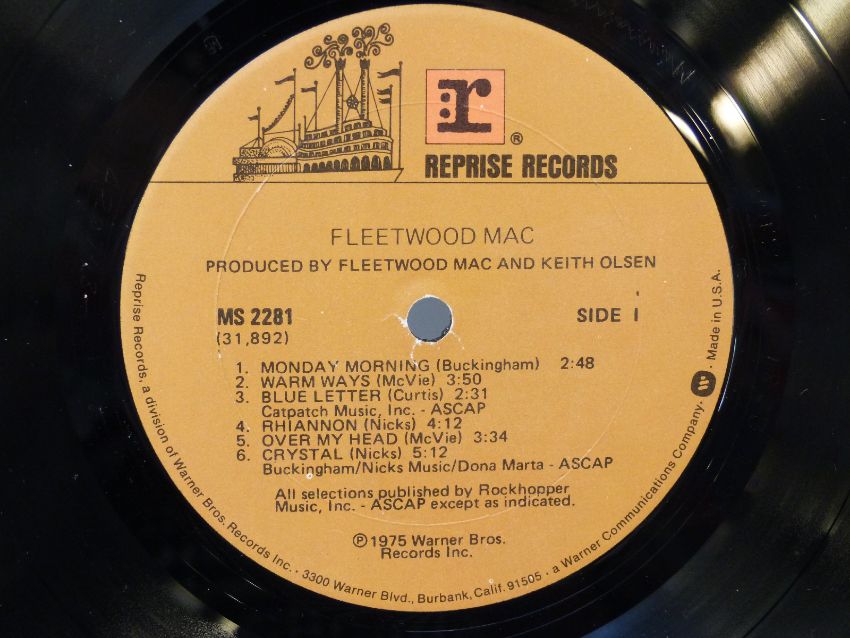 :r
®
REPRISE RECORDS
FLEETWOOD MAC
PRODUCED BY FLEETWOOD MAC AND KEITH OLSEN
MS 2281
(31,892)
SIDE 1
1. MONDAY MORNING (Buckingham) 2:48
2. WARM WAYS (McVie) 3:50
3. BLUE LETTER (Curtis) 2:31
Catpatch Music, Inc. - ASCAP
4. RHIANNON (Nicks) 4:12
5. OVER MY HEAD (McVie) 3:34
6. CRYSTAL (Nicks) 5:12
Buckingham/Nicks Music/Dona Marta - ASCAP
All selections published by Rockhopper
Music, Inc. - ASCAP except as indicated.
℗1975 Warner Bros.
Records Inc.
Reprise Records, a division of Warner Bros. Records Inc. · 3300 Warner Blvd., Burbank, Calif. 91505 · a Warner Communications Company. · Made in U.S.A.